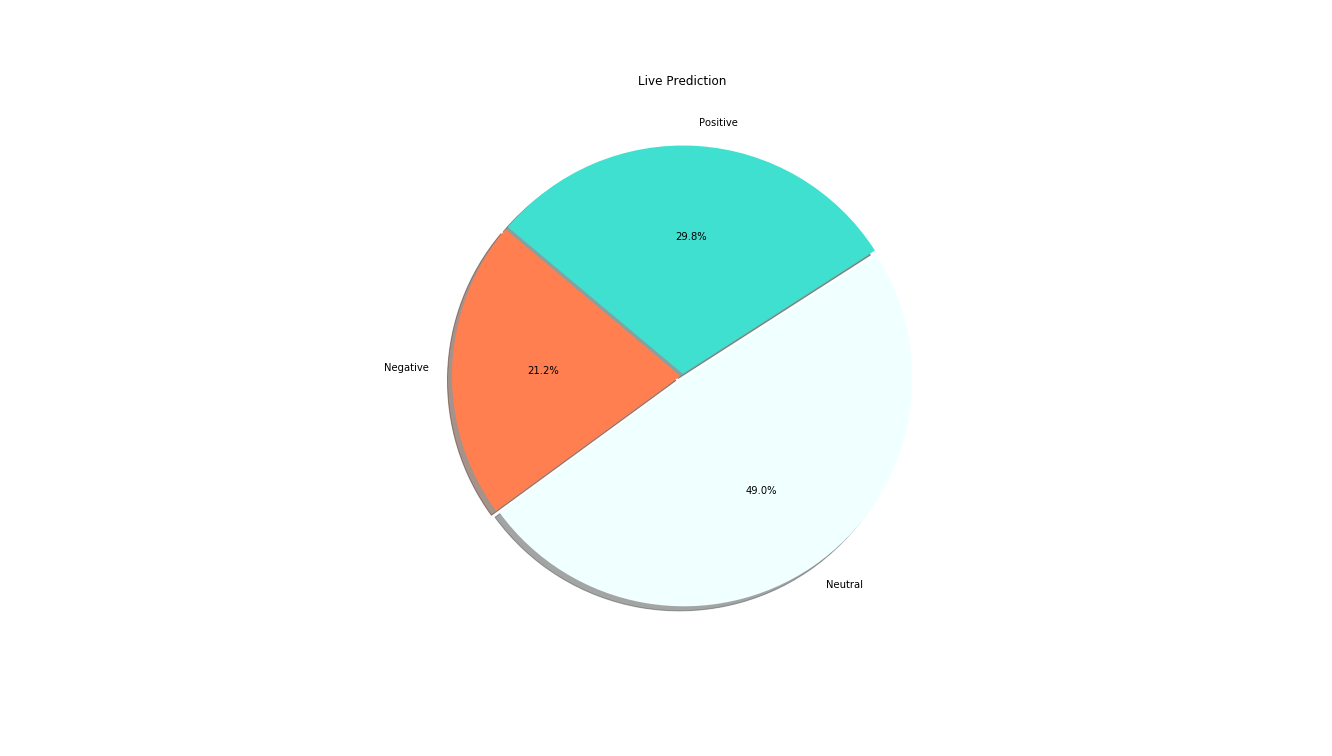 Live Prediction
Positive
29.8%
Negative
21.2%
49.0%
Neutral